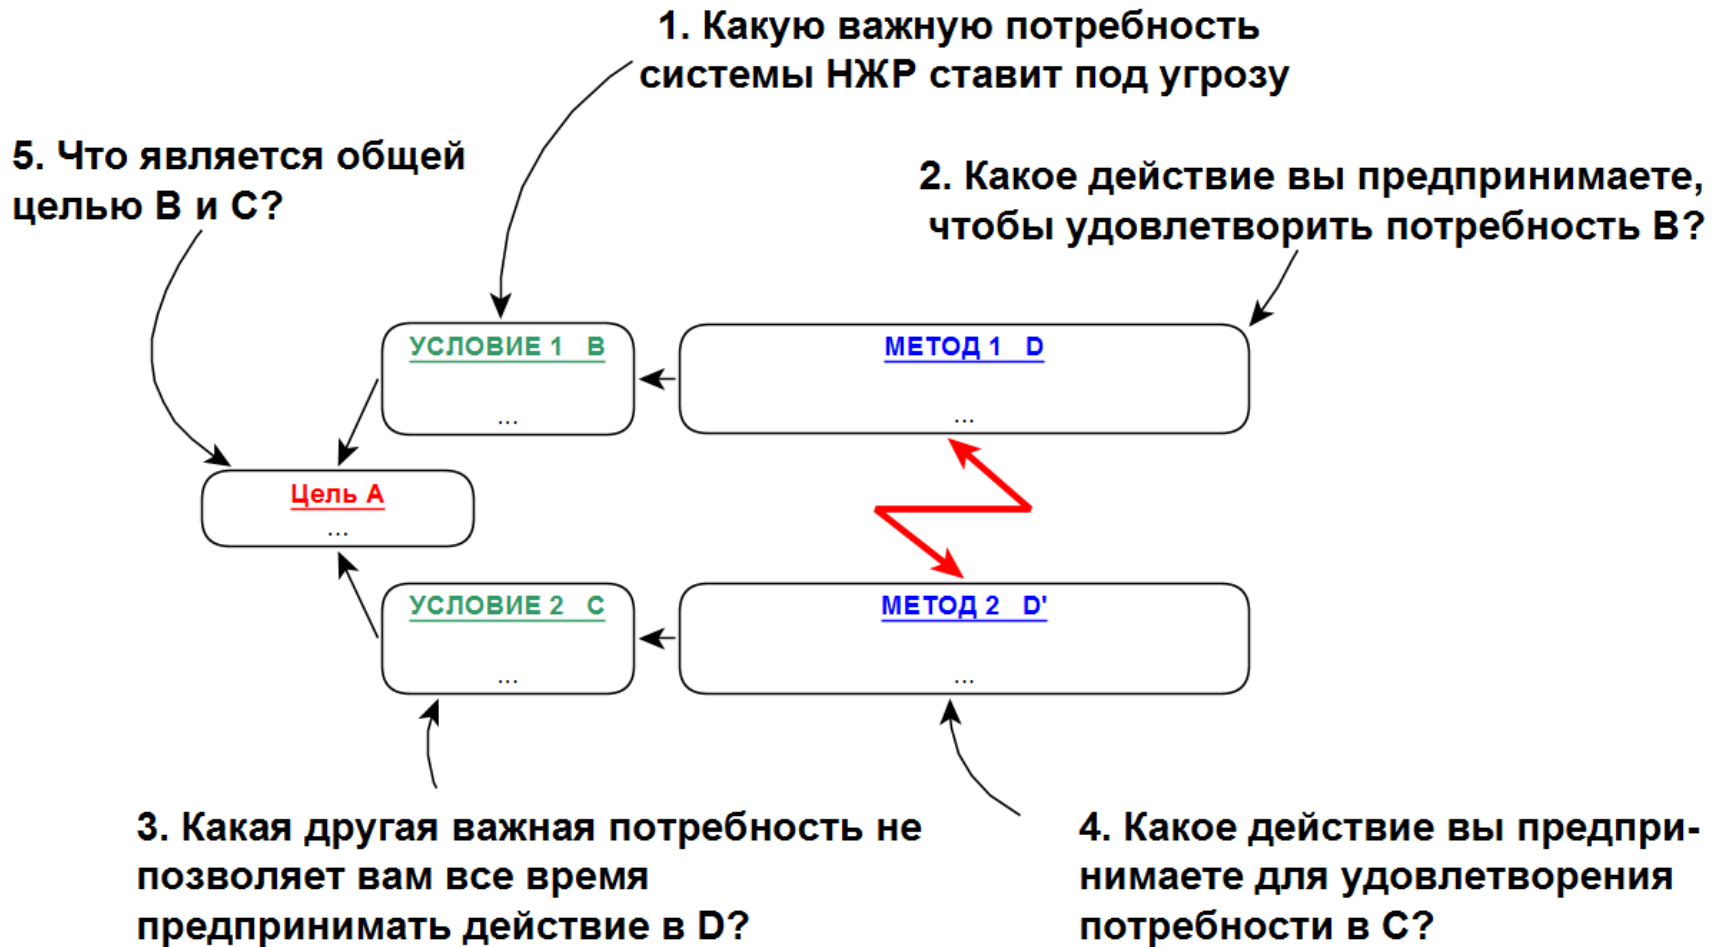 1. Какую важную потребность
системы НЖР ставит под угрозу
5. Что является общей
целью В и С?
2. Какое действие вы предпринимаете,
чтобы удовлетворить потребность В?
УСЛОВИЕ 1 В
...
МЕТОД 1 D
...
Цель А
...
УСЛОВИЕ 2 С
...
МЕТОД 2 D'
...
3. Какая другая важная потребность не
позволяет вам все время
предпринимать действие в D?
4. Какое действие вы предпри-
нимаете для удовлетворения
потребности в С?